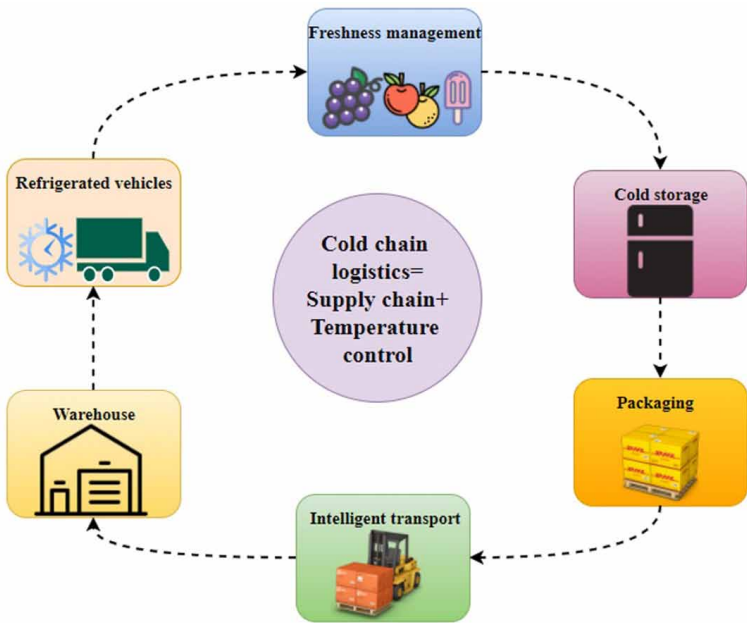 Freshness management
Cold storage
Packaging
Intelligent transport
Warehouse
Refrigerated vehicles
Cold chain
logistics=
Supply chain+
Temperature
control